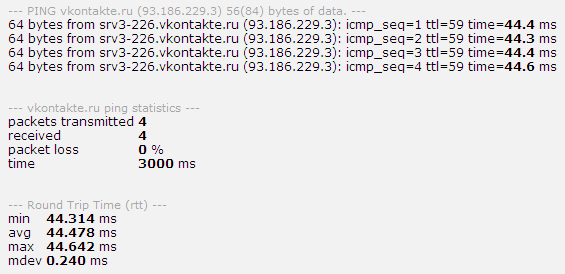 --- PING vkontakte.ru (93.186.229.3) 56(84) bytes of data. ---
64 bytes from srv3-226.vkontakte.ru (93.186.229.3): icmp_seq=1 ttl=59 time=44.4 ms
64 bytes from srv3-226.vkontakte.ru (93.186.229.3): icmp_seq=2 ttl=59 time=44.3 ms
64 bytes from srv3-226.vkontakte.ru (93.186.229.3): icmp_seq=3 ttl=59 time=44.4 ms
64 bytes from srv3-226.vkontakte.ru (93.186.229.3): icmp_seq=4 ttl=59 time=44.6 ms
--- vkontakte.ru ping statistics ---
packets transmitted 4
received 4
packet loss 0 %
time 3000 ms
--- Round Trip Time (rtt) ---
min 44.314 ms
avg 44.478 ms
max 44.642 ms
mdev 0.240 ms